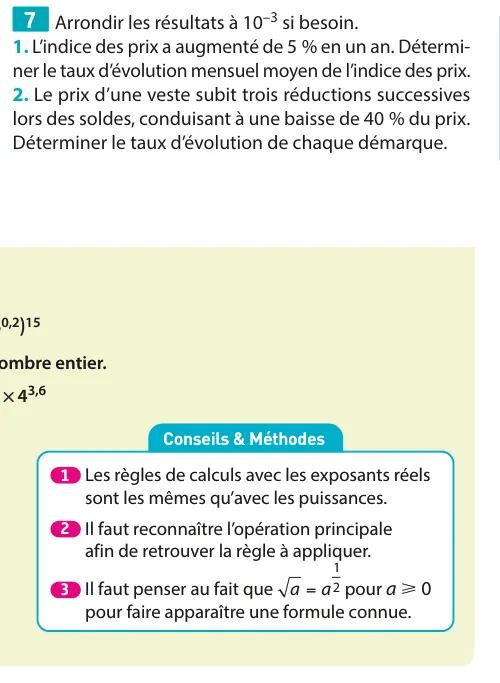 7 Arrondir les résultats à 10⁻³ si besoin.
1. L’indice des prix a augmenté de 5 % en un an. Détermi-
ner le taux d’évolution mensuel moyen de l’indice des prix.
2. Le prix d’une veste subit trois réductions successives
lors des soldes, conduisant à une baisse de 40 % du prix.
Déterminer le taux d’évolution de chaque démarque.
0,2)15
ombre entier.
× 4^3,6
Conseils & Méthodes
1 Les règles de calculs avec les exposants réels
sont les mêmes qu’avec les puissances.
2 Il faut reconnaître l’opération principale
afin de retrouver la règle à appliquer.
3 Il faut penser au fait que √a = a^(1/2) pour a ⩾ 0
pour faire apparaître une formule connue.